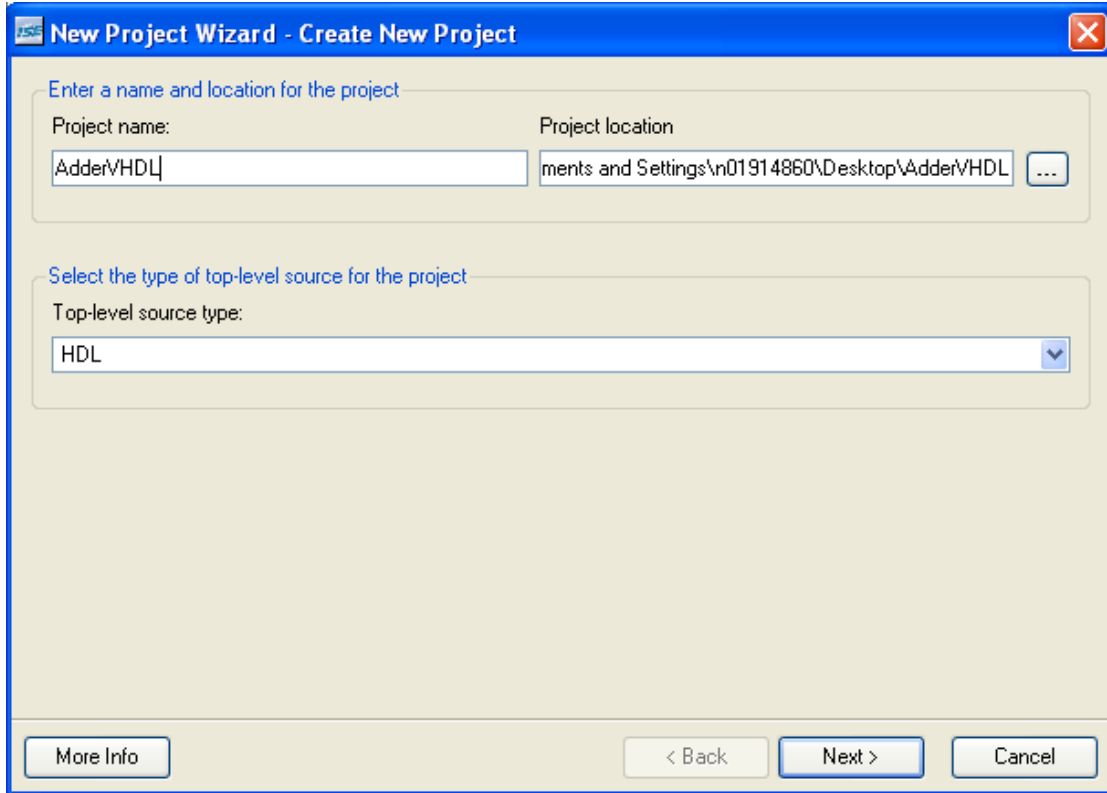 ISE New Project Wizard - Create New Project
Enter a name and location for the project
Project name:
Project location
AdderVHDL
ments and Settings\n01914860\Desktop\AdderVHDL
...
Select the type of top-level source for the project
Top-level source type:
HDL
More Info
< Back
Next >
Cancel